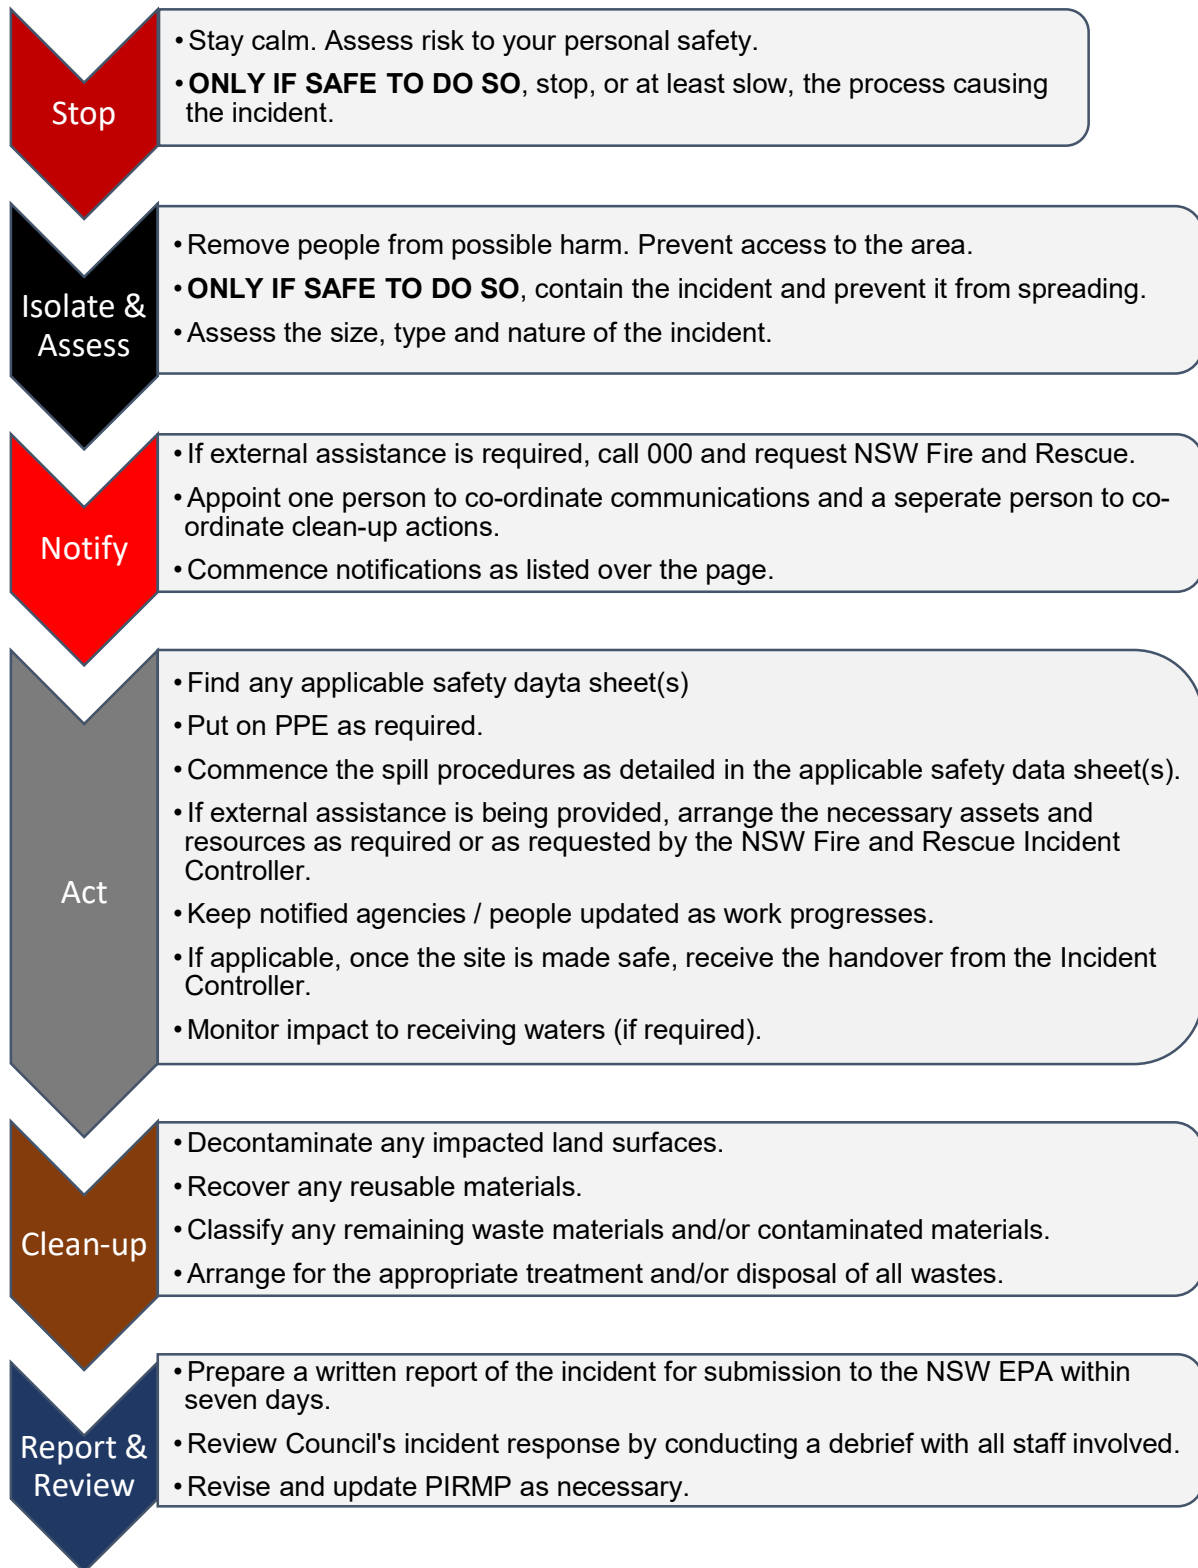 Stop
• Stay calm. Assess risk to your personal safety.
• ONLY IF SAFE TO DO SO, stop, or at least slow, the process causing
the incident.
Isolate &
Assess
• Remove people from possible harm. Prevent access to the area.
• ONLY IF SAFE TO DO SO, contain the incident and prevent it from spreading.
• Assess the size, type and nature of the incident.
Notify
• If external assistance is required, call 000 and request NSW Fire and Rescue.
• Appoint one person to co-ordinate communications and a seperate person to co-
ordinate clean-up actions.
• Commence notifications as listed over the page.
Act
• Find any applicable safety dayta sheet(s)
• Put on PPE as required.
• Commence the spill procedures as detailed in the applicable safety data sheet(s).
• If external assistance is being provided, arrange the necessary assets and
resources as required or as requested by the NSW Fire and Rescue Incident
Controller.
• Keep notified agencies / people updated as work progresses.
• If applicable, once the site is made safe, receive the handover from the Incident
Controller.
• Monitor impact to receiving waters (if required).
Clean-up
• Decontaminate any impacted land surfaces.
• Recover any reusable materials.
• Classify any remaining waste materials and/or contaminated materials.
• Arrange for the appropriate treatment and/or disposal of all wastes.
Report &
Review
• Prepare a written report of the incident for submission to the NSW EPA within
seven days.
• Review Council's incident response by conducting a debrief with all staff involved.
• Revise and update PIRMP as necessary.